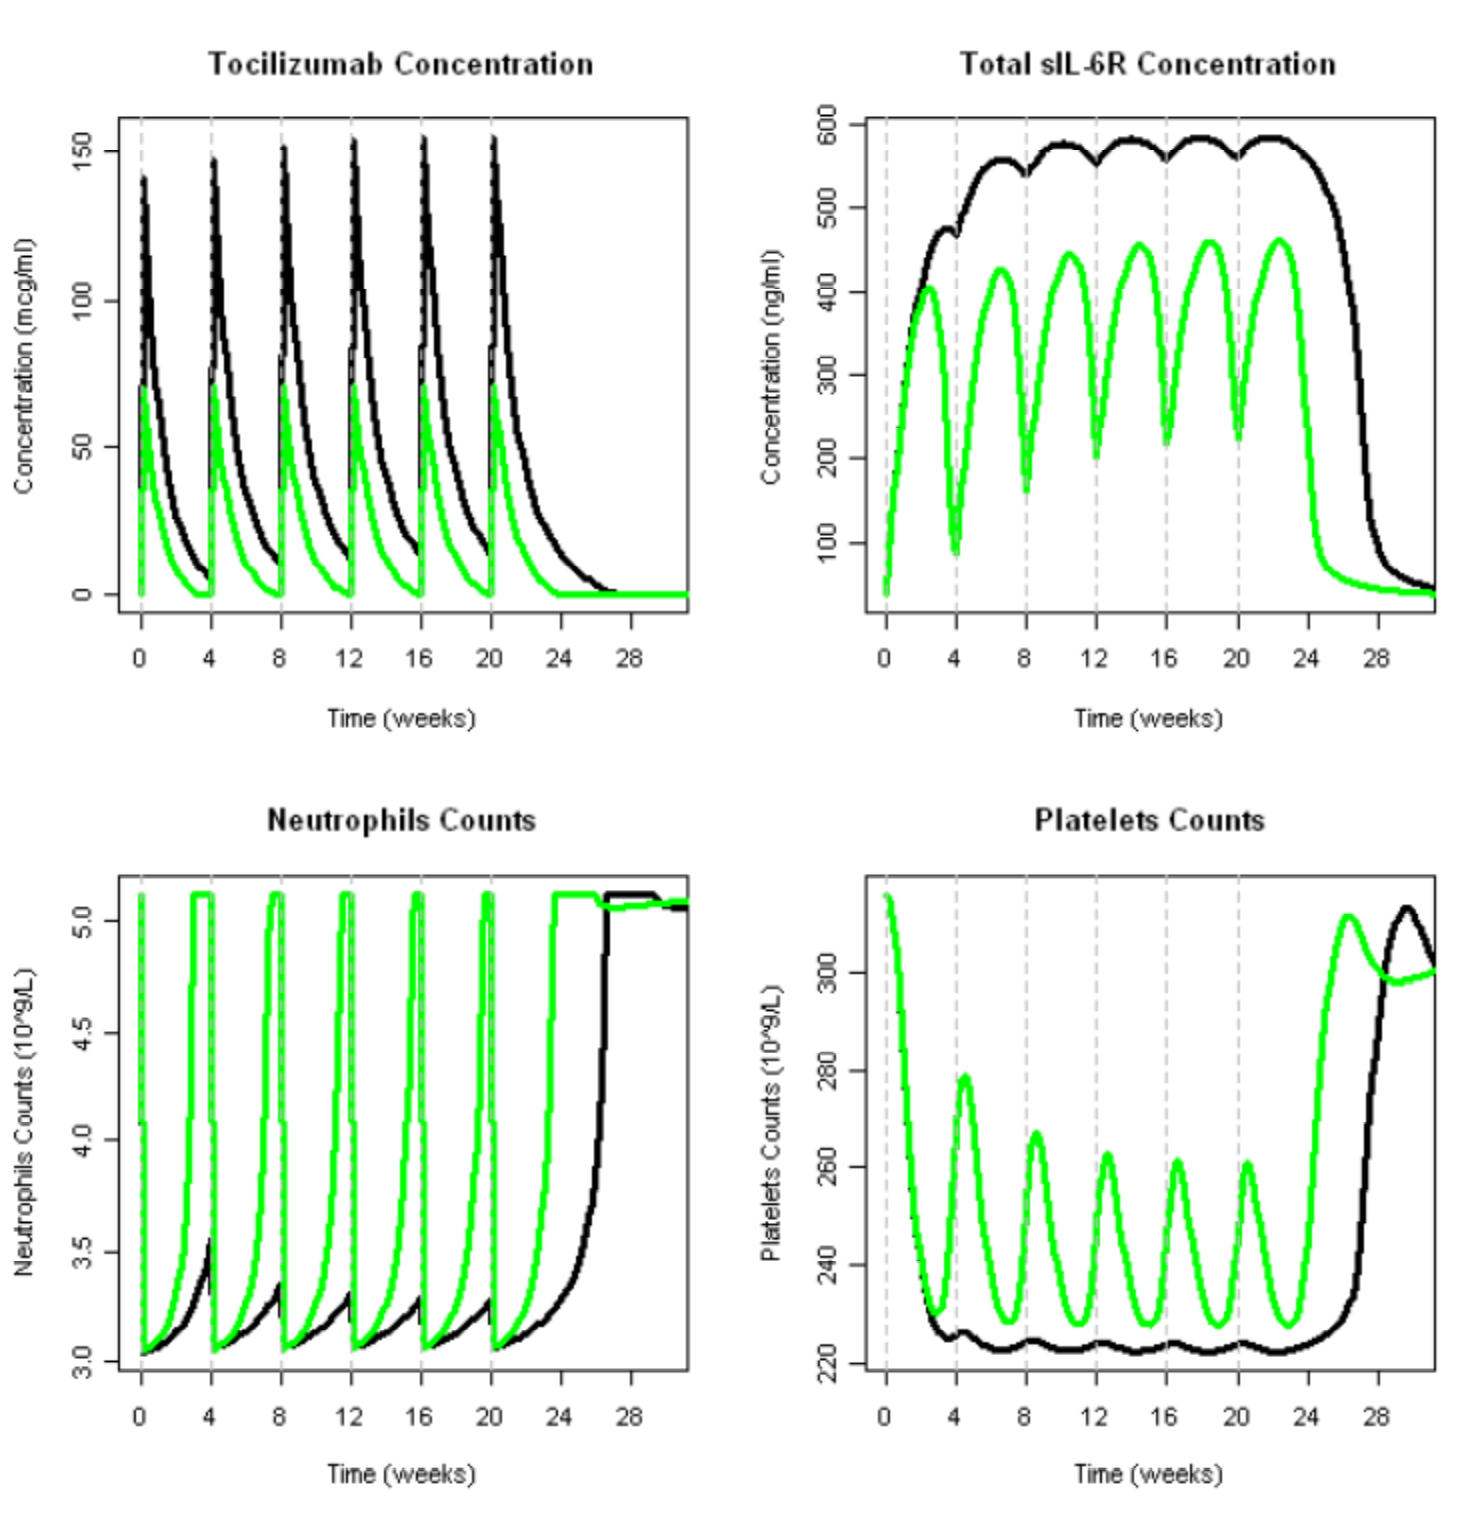 Tocilizumab Concentration
Concentration (mcg/ml)
150
100
50
0
0 4 8 12 16 20 24 28
Time (weeks)
Total sIL-6R Concentration
Concentration (ng/ml)
600
500
400
300
200
100
0 4 8 12 16 20 24 28
Time (weeks)
Neutrophils Counts
Neutrophils Counts (10^9/L)
5.0
4.5
4.0
3.5
3.0
0 4 8 12 16 20 24 28
Time (weeks)
Platelets Counts
Platelets Counts (10^9/L)
300
280
260
240
220
0 4 8 12 16 20 24 28
Time (weeks)